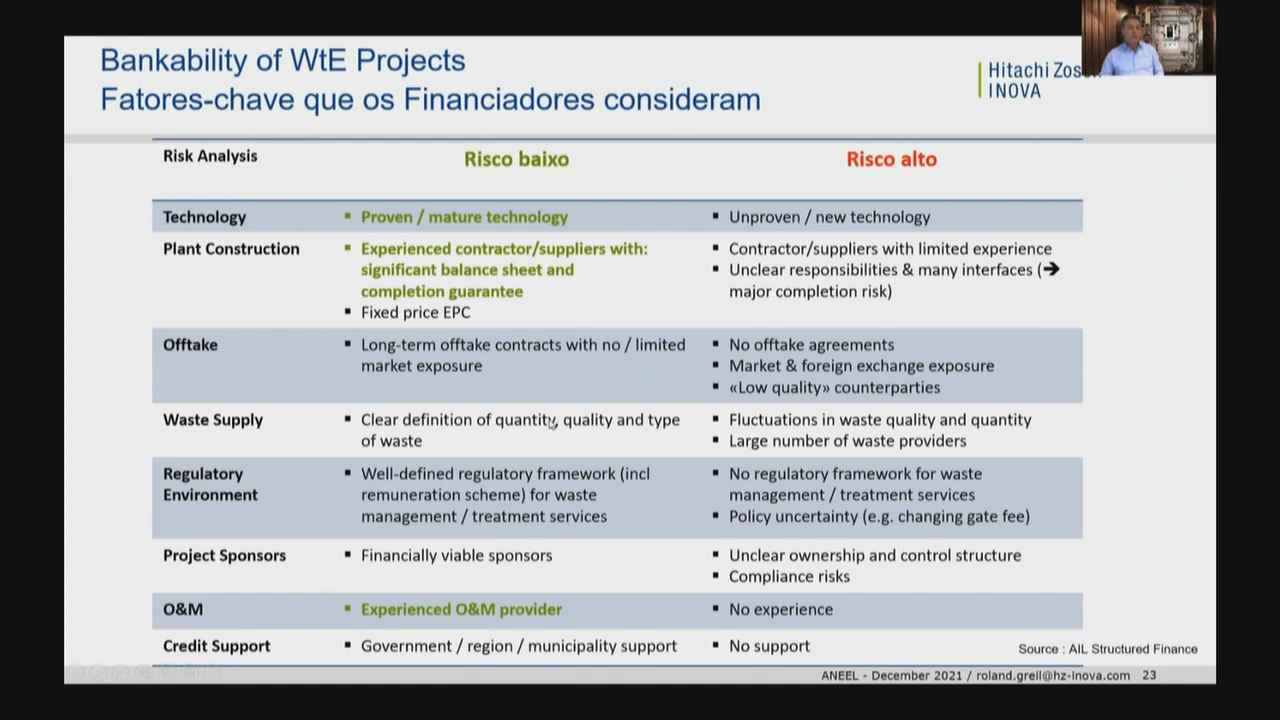 Bankability of WtE Projects
Fatores-chave que os Financiadores consideram
Hitachi Zos
INOVA
Risk Analysis
Risco baixo
Risco alto
Technology
▪ Proven / mature technology
▪ Unproven / new technology
Plant Construction
▪ Experienced contractor/suppliers with:
significant balance sheet and
completion guarantee
▪ Fixed price EPC
▪ Contractor/suppliers with limited experience
▪ Unclear responsibilities & many interfaces (➔
major completion risk)
Offtake
▪ Long-term offtake contracts with no / limited
market exposure
▪ No offtake agreements
▪ Market & foreign exchange exposure
▪ «Low quality» counterparties
Waste Supply
▪ Clear definition of quantity, quality and type
of waste
▪ Fluctuations in waste quality and quantity
▪ Large number of waste providers
Regulatory
Environment
▪ Well-defined regulatory framework (incl
remuneration scheme) for waste
management / treatment services
▪ No regulatory framework for waste
management / treatment services
▪ Policy uncertainty (e.g. changing gate fee)
Project Sponsors
▪ Financially viable sponsors
▪ Unclear ownership and control structure
▪ Compliance risks
O&M
▪ Experienced O&M provider
▪ No experience
Credit Support
▪ Government / region / municipality support
▪ No support
Source : AIL Structured Finance
ANEEL - December 2021 / roland.grell@hz-inova.com 23